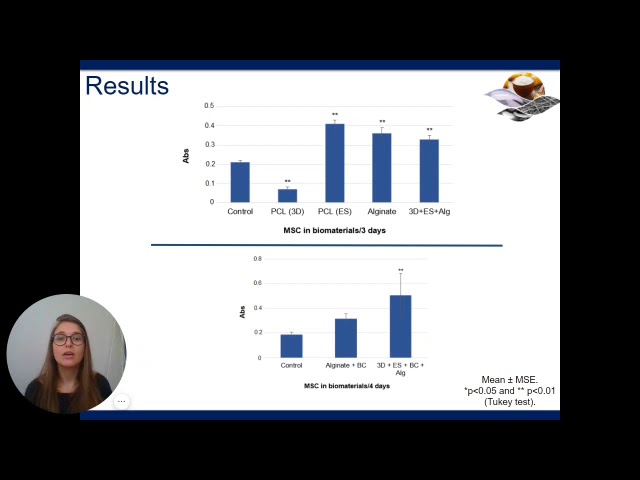 Results
0.5
0.4
0.3
0.2
0.1
0
Abs
** ** ** **
Control PCL (3D) PCL (ES) Alginate 3D+ES+Alg
MSC in biomaterials/3 days
0.8
0.6
0.4
0.2
0
Abs
**
Control Alginate + BC 3D + ES + BC +
Alg
MSC in biomaterials/4 days
Mean ± MSE.
*p<0.05 and ** p<0.01
(Tukey test).
...